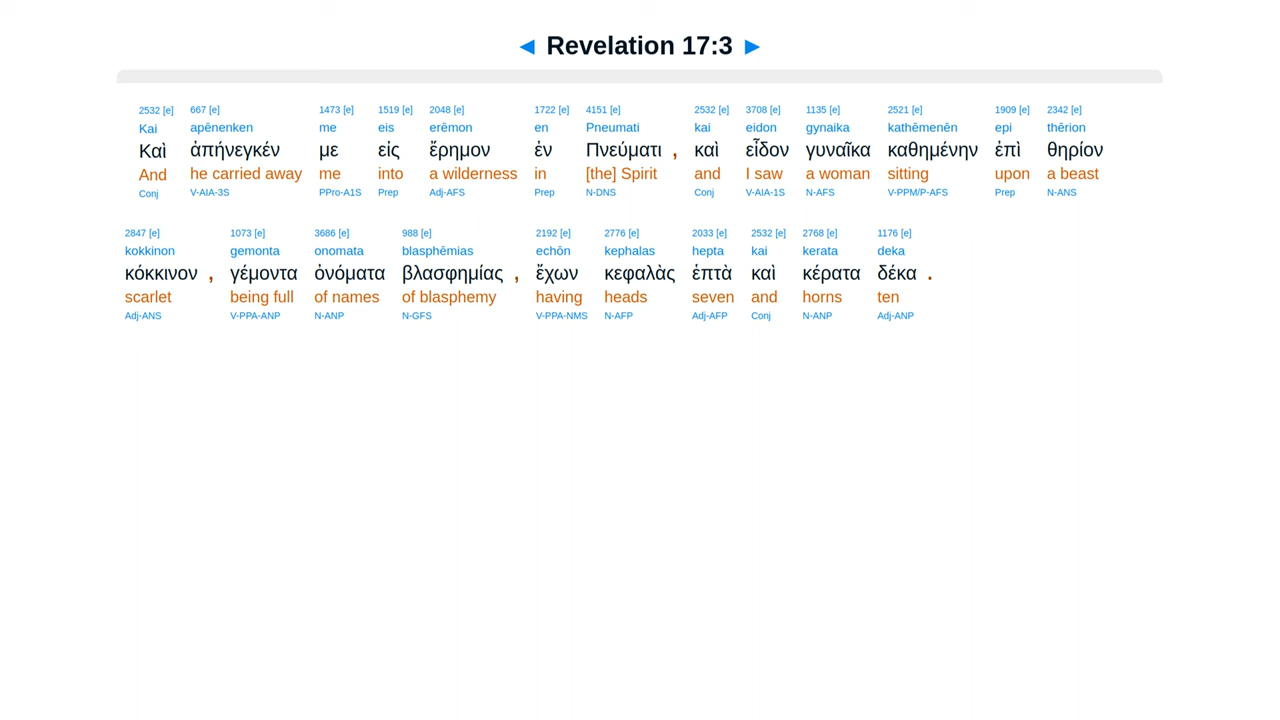 ◄ Revelation 17:3 ►
2532 [e] 667 [e] 1473 [e] 1519 [e] 2048 [e] 1722 [e] 4151 [e] 2532 [e] 3708 [e] 1135 [e] 2521 [e] 1909 [e] 2342 [e]
Kai apēnenken me eis erēmon en Pneumati kai eidon gynaika kathēmenēn epi thērion
Καὶ ἀπήνεγκέν με εἰς ἔρημον ἐν Πνεύματι , καὶ εἶδον γυναῖκα καθημένην ἐπὶ θηρίον
And he carried away me into a wilderness in [the] Spirit and I saw a woman sitting upon a beast
Conj V-AIA-3S PPro-A1S Prep Adj-AFS Prep N-DNS Conj V-AIA-1S N-AFS V-PPM/P-AFS Prep N-ANS
2847 [e] 1073 [e] 3686 [e] 988 [e] 2192 [e] 2776 [e] 2033 [e] 2532 [e] 2768 [e] 1176 [e]
kokkinon gemonta onomata blasphēmias echōn kephalas hepta kai kerata deka
κόκκινον , γέμοντα ὀνόματα βλασφημίας , ἔχων κεφαλὰς ἑπτὰ καὶ κέρατα δέκα .
scarlet being full of names of blasphemy having heads seven and horns ten
Adj-ANS V-PPA-ANP N-ANP N-GFS V-PPA-NMS N-AFP Adj-AFP Conj N-ANP Adj-ANP